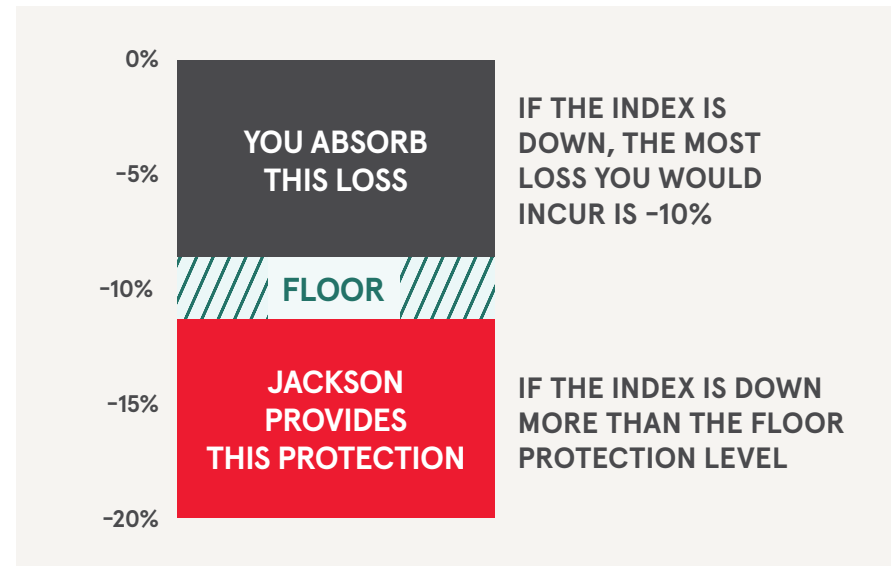 0%
-5%
-10%
-15%
-20%
YOU ABSORB
THIS LOSS
FLOOR
JACKSON
PROVIDES
THIS PROTECTION
IF THE INDEX IS
DOWN, THE MOST
LOSS YOU WOULD
INCUR IS -10%
IF THE INDEX IS DOWN
MORE THAN THE FLOOR
PROTECTION LEVEL